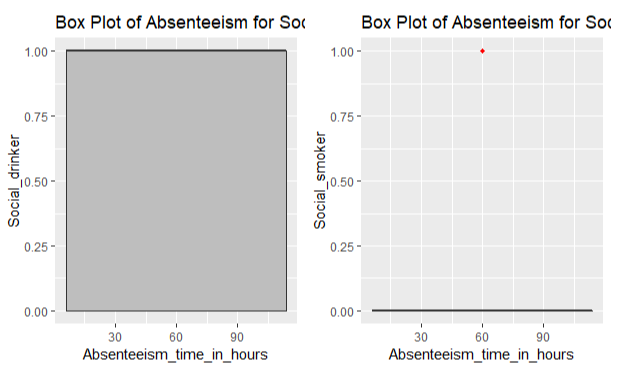 Box Plot of Absenteeism for Soc
1.00
0.75
0.50
0.25
0.00
Social_drinker
30 60 90
Absenteeism_time_in_hours
Box Plot of Absenteeism for Soc
1.00
0.75
0.50
0.25
0.00
Social_smoker
30 60 90
Absenteeism_time_in_hours